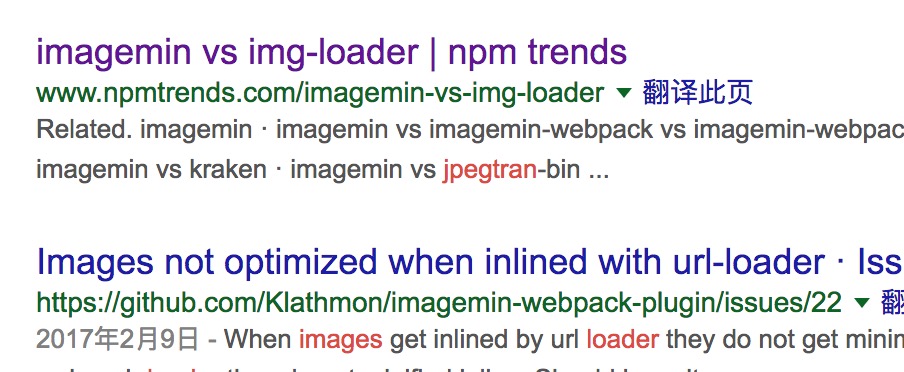 imagemin vs img-loader | npm trends
www.npmtrends.com/imagemin-vs-img-loader ▼ 翻译此页
Related. imagemin · imagemin vs imagemin-webpack vs imagemin-webpac
imagemin vs kraken · imagemin vs jpegtran-bin ...
Images not optimized when inlined with url-loader · Iss
https://github.com/Klathmon/imagemin-webpack-plugin/issues/22 ▼ 翻
2017年2月9日 - When images get inlined by url loader they do not get minim